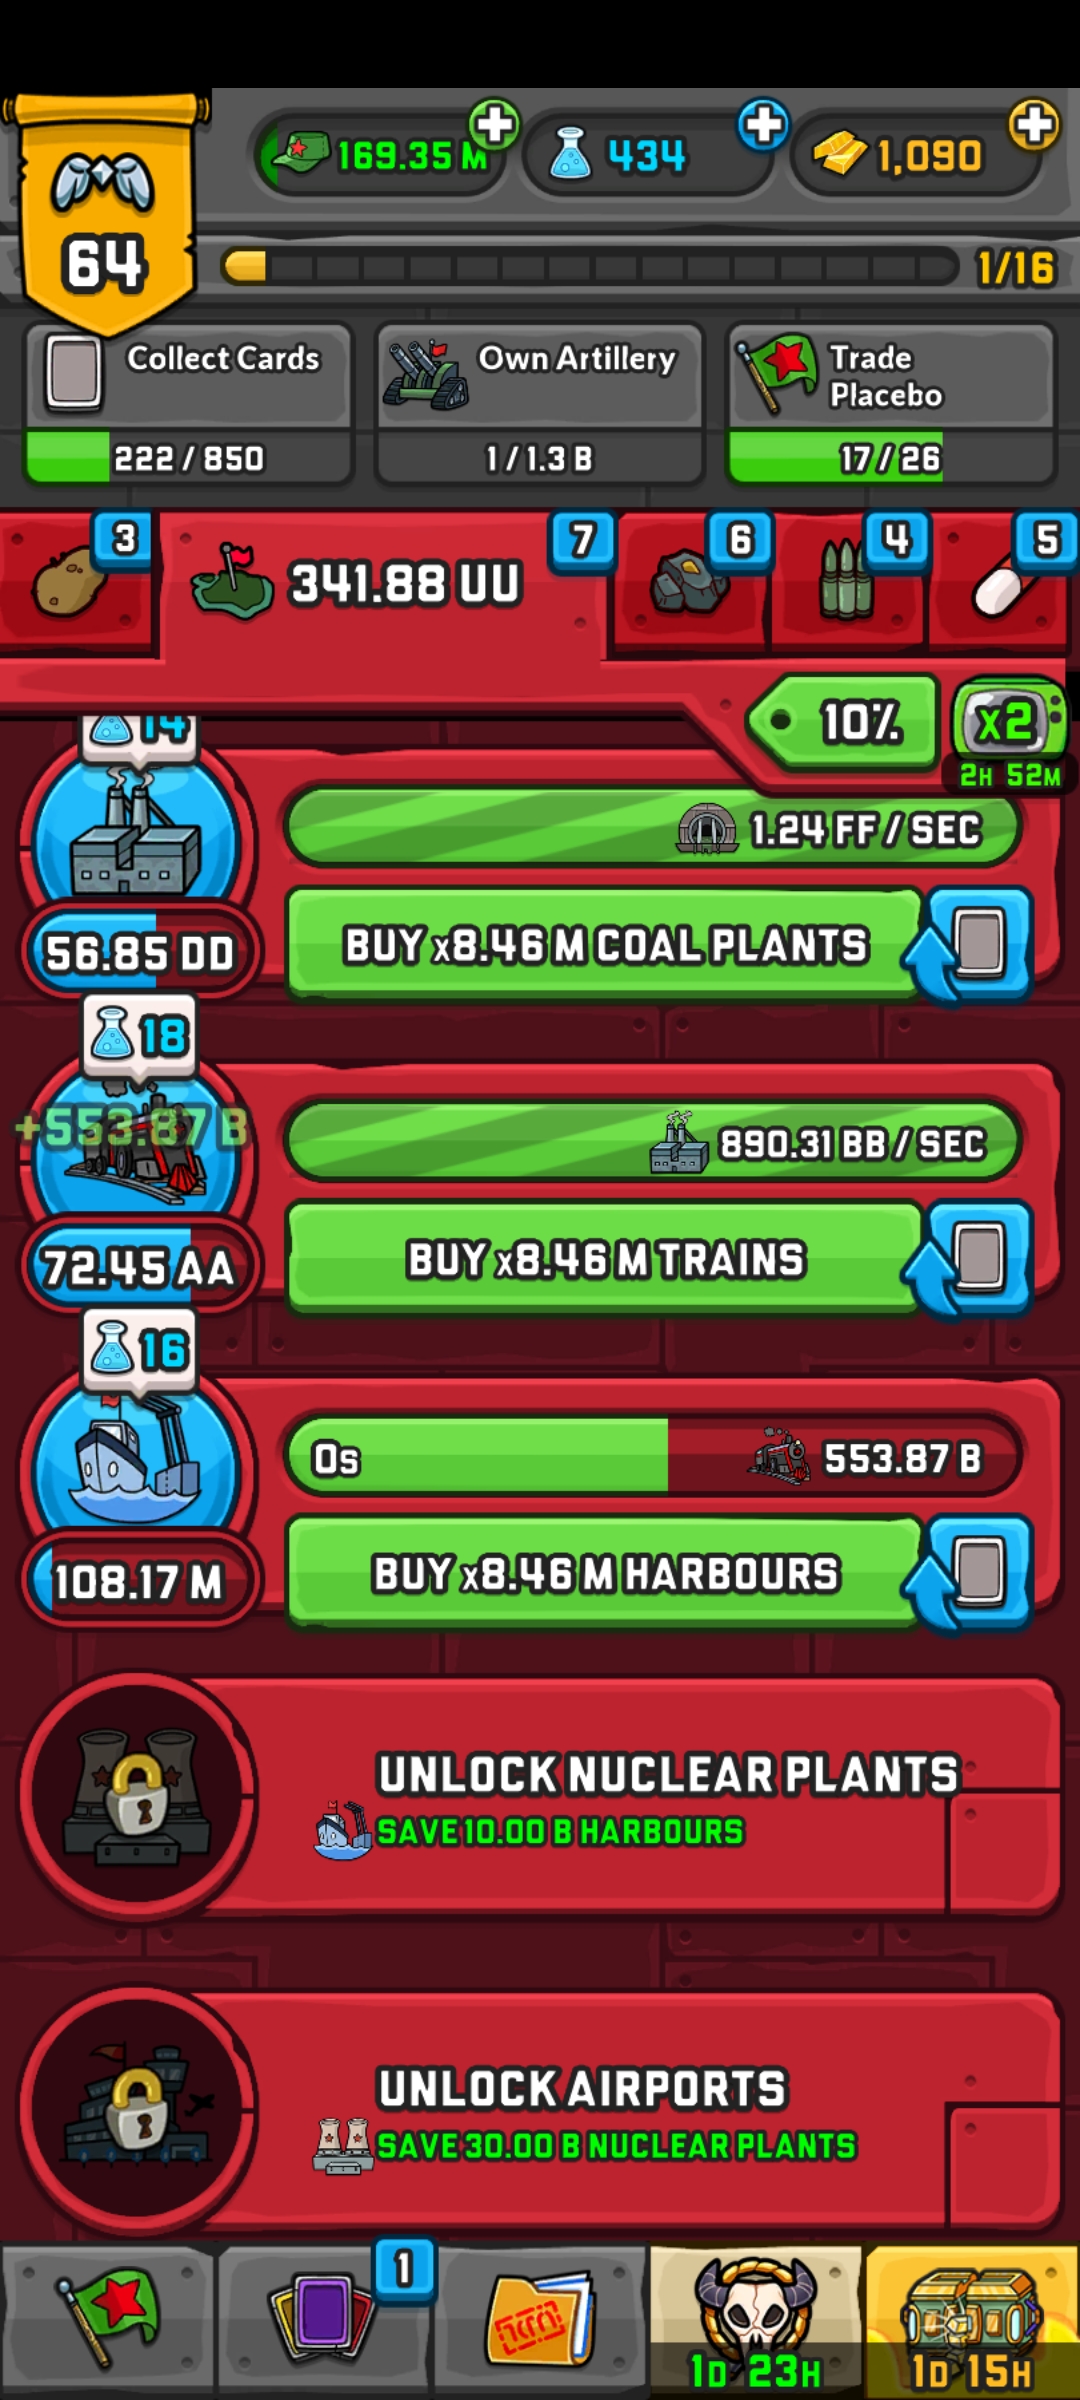 64
169.35 M
434
1,090
1/16
Collect Cards
222 / 850
Own Artillery
1 / 1.3 B
Trade
Placebo
17 / 26
3
341.88 UU
7
6
4
5
10%
x2
2H 52M
14
1.24 FF / SEC
56.85 DD
BUY x8.46 M COAL PLANTS
18
+553.87 B
890.31 BB / SEC
72.45 AA
BUY x8.46 M TRAINS
16
0s
553.87 B
108.17 M
BUY x8.46 M HARBOURS
UNLOCK NUCLEAR PLANTS
SAVE 10.00 B HARBOURS
UNLOCK AIRPORTS
SAVE 30.00 B NUCLEAR PLANTS
1
1D 23H
1D 15H